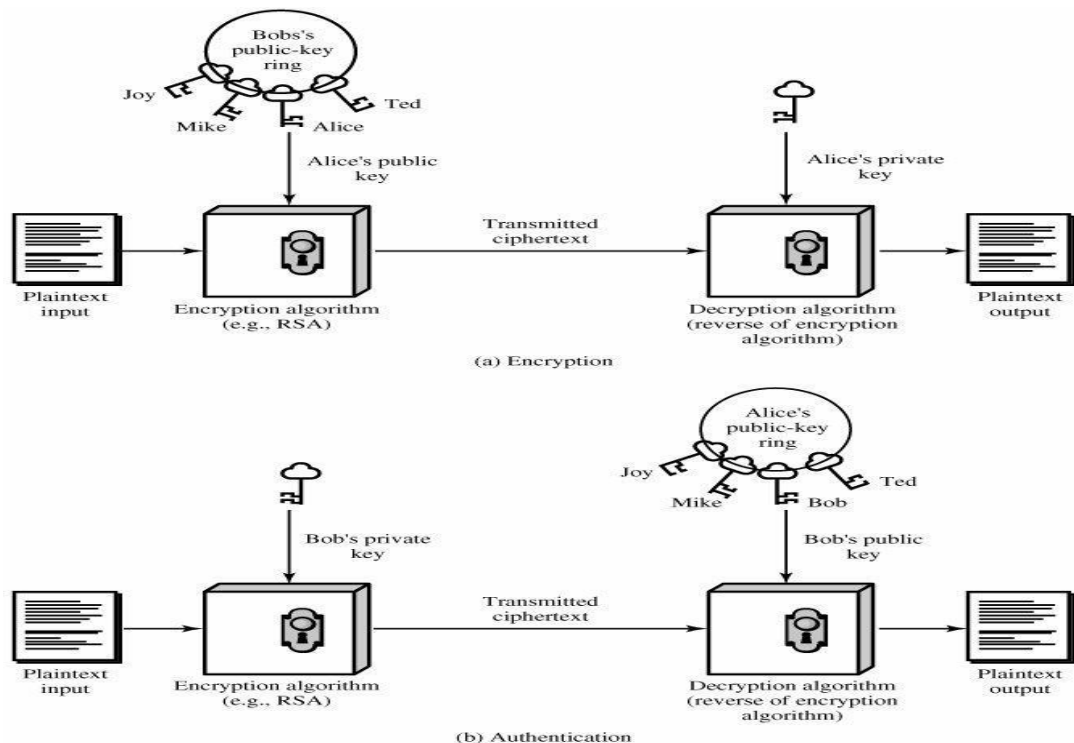 Bobs's
public-key
ring
Joy
Mike
Alice
Ted
Alice's public
key
Alice's private
key
Transmitted
ciphertext
Plaintext
input
Encryption algorithm
(e.g., RSA)
Decryption algorithm
(reverse of encryption
algorithm)
Plaintext
output
(a) Encryption
Alice's
public-key
ring
Joy
Mike
Bob
Ted
Bob's private
key
Bob's public
key
Transmitted
ciphertext
Plaintext
input
Encryption algorithm
(e.g., RSA)
Decryption algorithm
(reverse of encryption
algorithm)
Plaintext
output
(b) Authentication